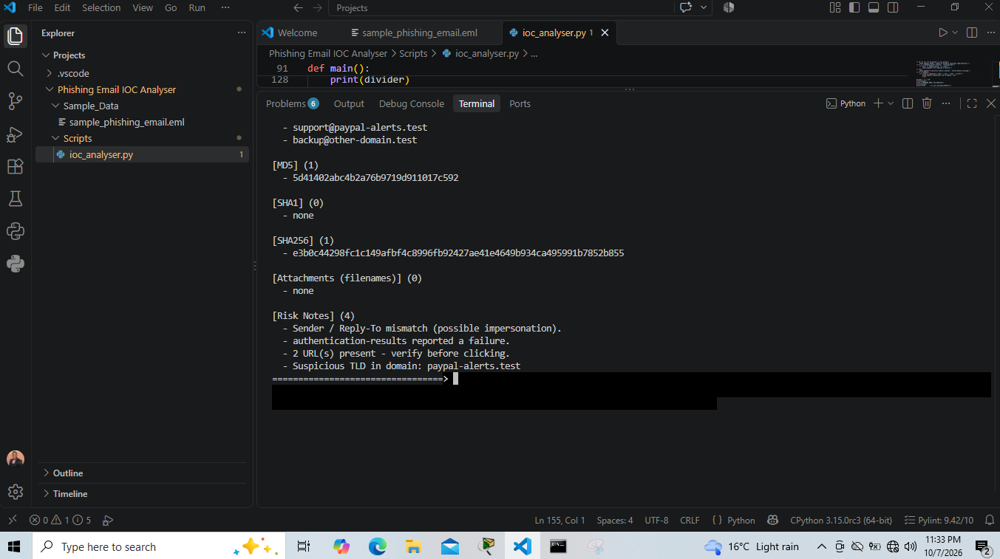 File Edit Selection View Go Run ··· Projects
Explorer ···
Projects
.vscode
Phishing Email IOC Analyser
Sample_Data
sample_phishing_email.eml
Scripts
ioc_analyser.py 1
Outline
Timeline
Welcome sample_phishing_email.eml ioc_analyser.py 1
Phishing Email IOC Analyser > Scripts > ioc_analyser.py > ...
91 def main():
128 print(divider)
Problems 6 Output Debug Console Terminal Ports Python
- support@paypal-alerts.test
- backup@other-domain.test
[MD5] (1)
- 5d41402abc4b2a76b9719d911017c592
[SHA1] (0)
- none
[SHA256] (1)
- e3b0c44298fc1c149afbf4c8996fb92427ae41e4649b934ca495991b7852b855
[Attachments (filenames)] (0)
- none
[Risk Notes] (4)
- Sender / Reply-To mismatch (possible impersonation).
- authentication-results reported a failure.
- 2 URL(s) present - verify before clicking.
- Suspicious TLD in domain: paypal-alerts.test
=================================>
0 1 5 Ln 155, Col 1 Spaces: 4 UTF-8 CRLF { } Python CPython 3.15.0rc3 (64-bit) Pylint: 9.42/10
Type here to search 16°C Light rain 11:33 PM
10/7/2026 2